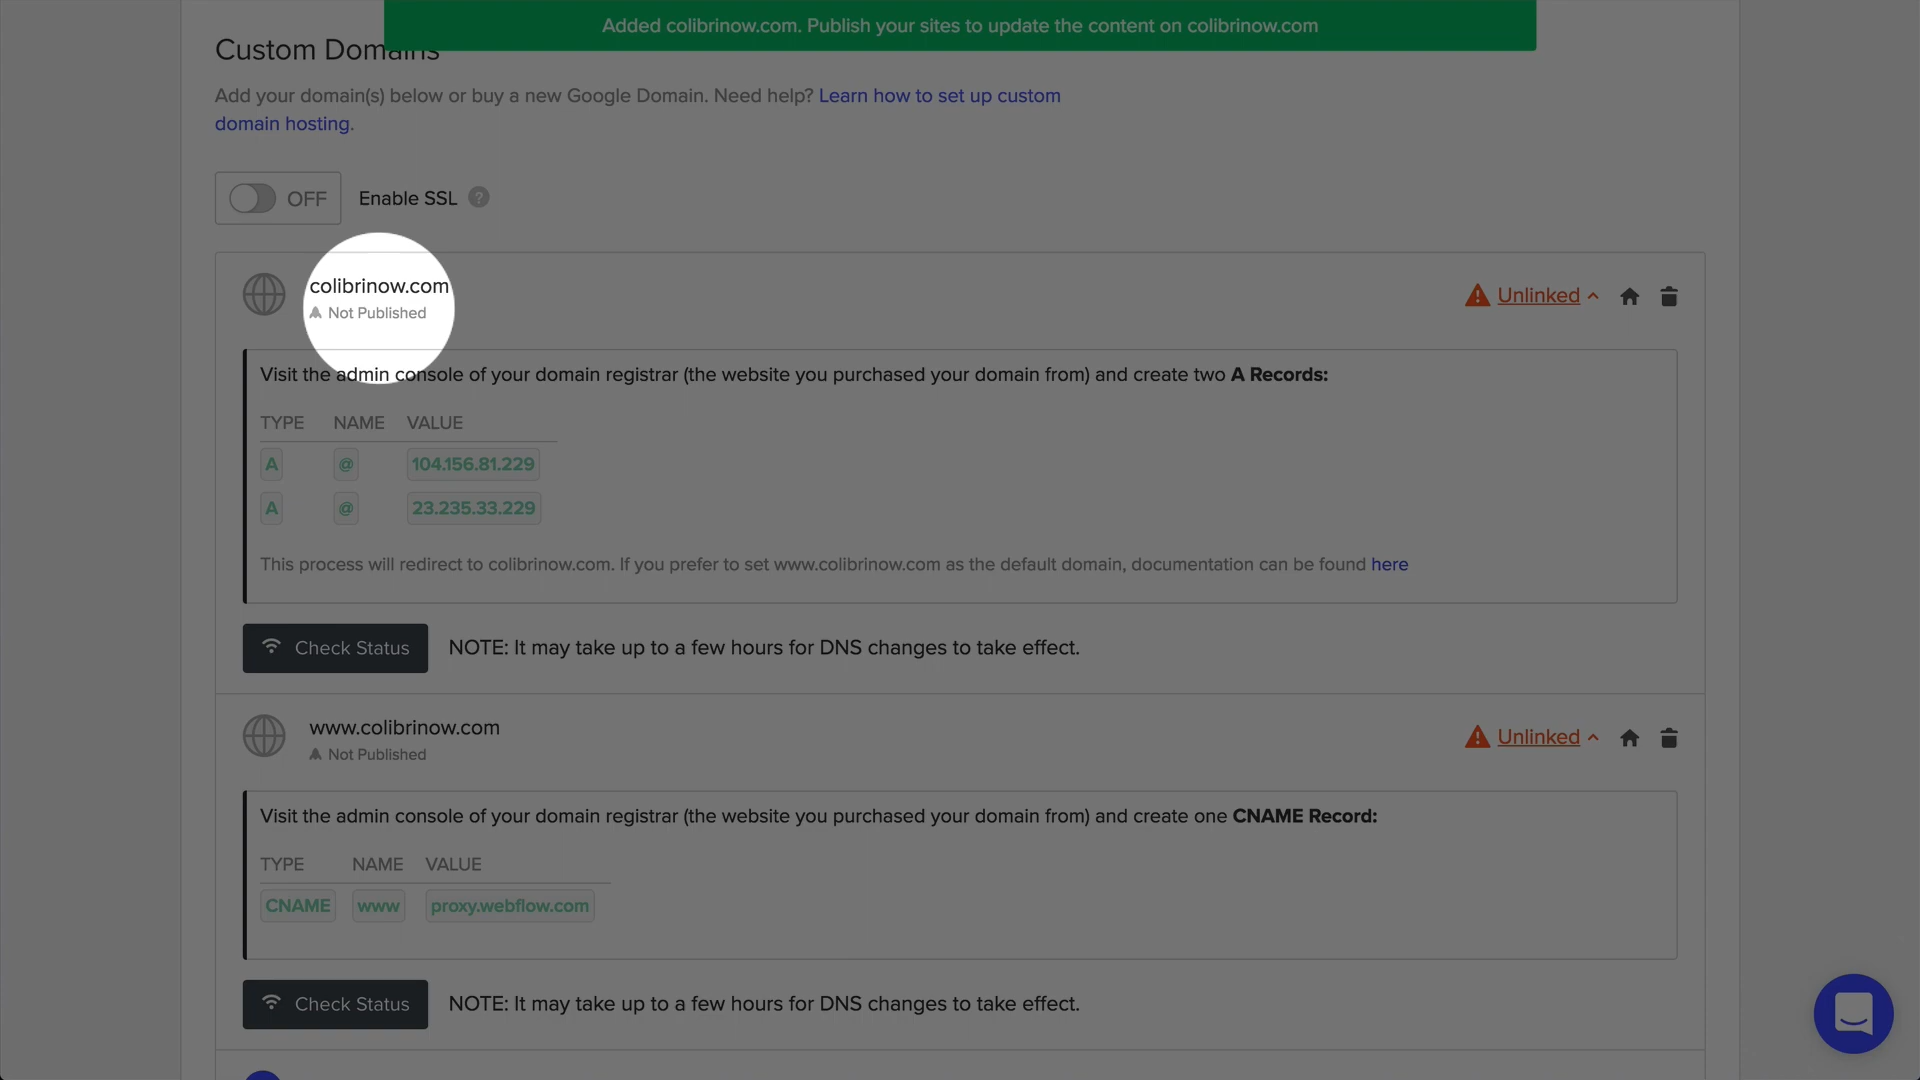 Added colibrinow.com. Publish your sites to update the content on colibrinow.com
Custom Domains
Add your domain(s) below or buy a new Google Domain. Need help? Learn how to set up custom
domain hosting.
OFF Enable SSL ?
colibrinow.com
Not Published
Unlinked
Visit the admin console of your domain registrar (the website you purchased your domain from) and create two A Records:
TYPE NAME VALUE
A @ 104.156.81.229
A @ 23.235.33.229
This process will redirect to colibrinow.com. If you prefer to set www.colibrinow.com as the default domain, documentation can be found here
Check Status NOTE: It may take up to a few hours for DNS changes to take effect.
www.colibrinow.com
Not Published
Unlinked
Visit the admin console of your domain registrar (the website you purchased your domain from) and create one CNAME Record:
TYPE NAME VALUE
CNAME www proxy.webflow.com
Check Status NOTE: It may take up to a few hours for DNS changes to take effect.